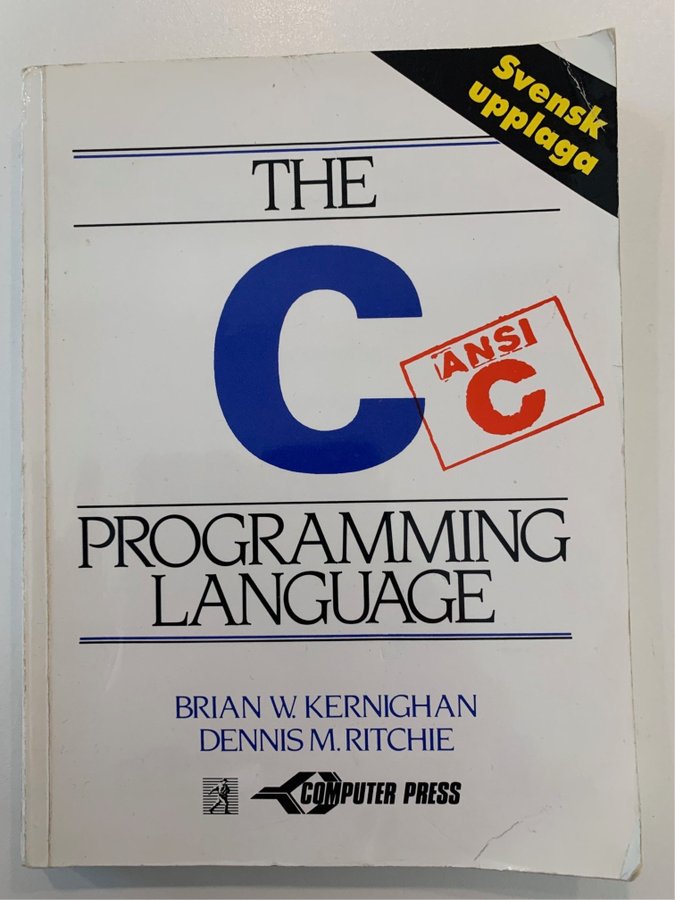 Svensk
upplaga
THE
C
ANSI
C
PROGRAMMING
LANGUAGE
BRIAN W. KERNIGHAN
DENNIS M. RITCHIE
COMPUTER PRESS